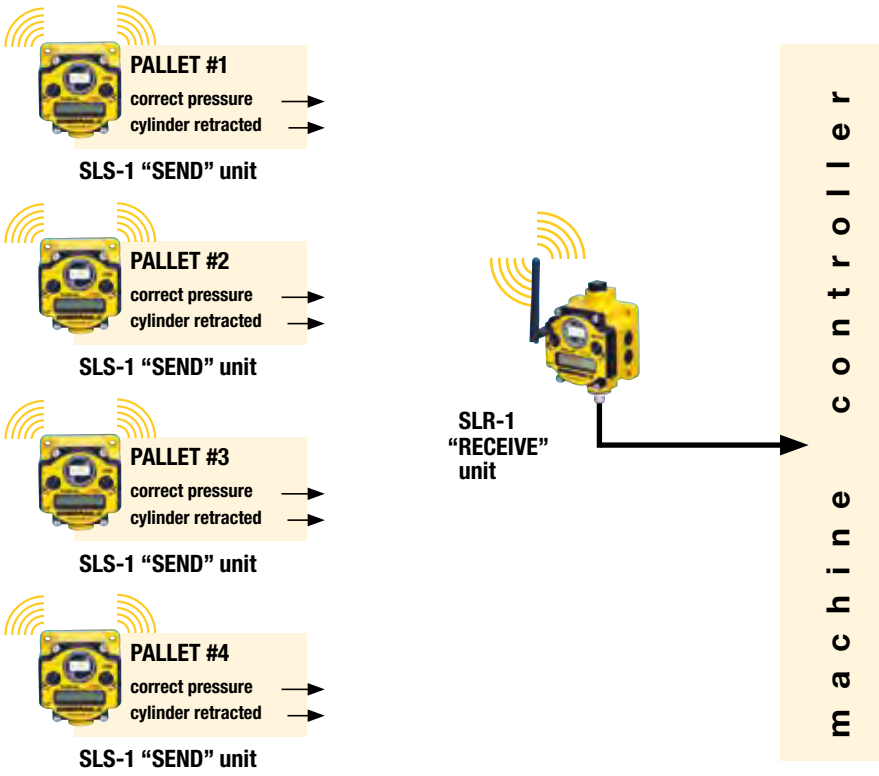 PALLET #1
correct pressure
cylinder retracted
SLS-1 “SEND” unit
PALLET #2
correct pressure
cylinder retracted
SLS-1 “SEND” unit
PALLET #3
correct pressure
cylinder retracted
SLS-1 “SEND” unit
PALLET #4
correct pressure
cylinder retracted
SLS-1 “SEND” unit
SLR-1
“RECEIVE”
unit
machine controller